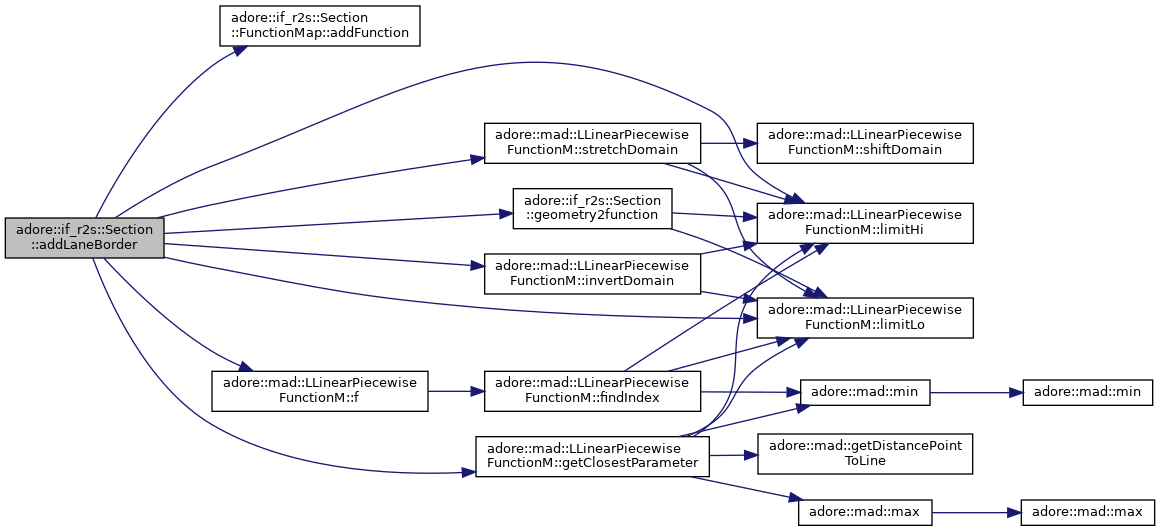 adore::if_r2s::Section
::addLaneBorder
adore::if_r2s::Section
::FunctionMap::addFunction
adore::mad::LLinearPiecewise
FunctionM::stretchDomain
adore::if_r2s::Section
::geometry2function
adore::mad::LLinearPiecewise
FunctionM::invertDomain
adore::mad::LLinearPiecewise
FunctionM::f
adore::mad::LLinearPiecewise
FunctionM::findIndex
adore::mad::LLinearPiecewise
FunctionM::getClosestParameter
adore::mad::LLinearPiecewise
FunctionM::shiftDomain
adore::mad::LLinearPiecewise
FunctionM::limitHi
adore::mad::LLinearPiecewise
FunctionM::limitLo
adore::mad::min
adore::mad::min
adore::mad::getDistancePoint
ToLine
adore::mad::max
adore::mad::max